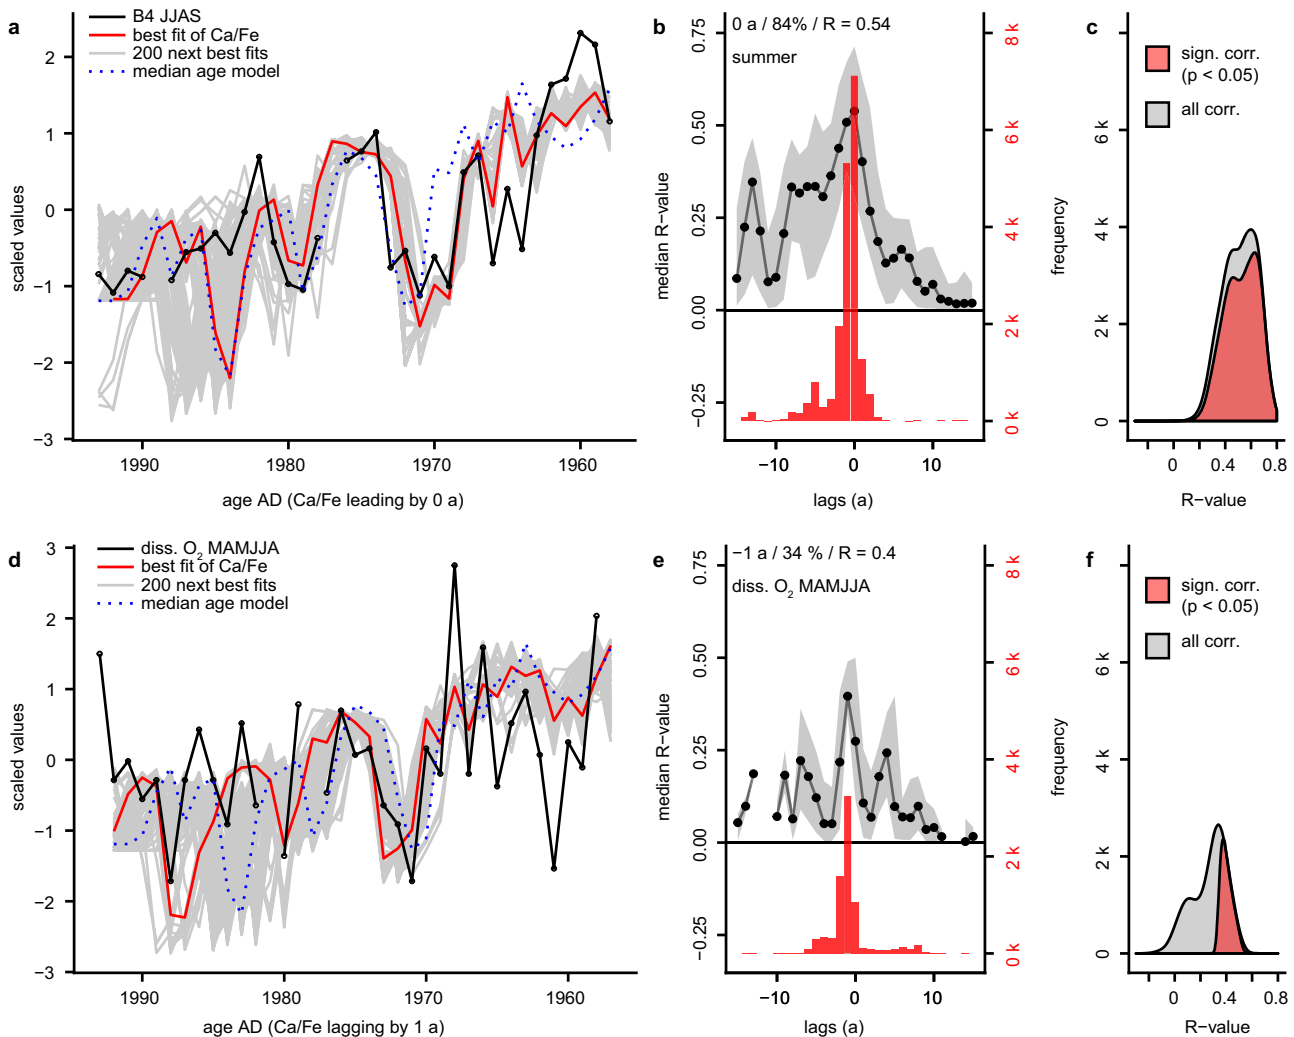 a
B4 JJAS
best fit of Ca/Fe
200 next best fits
median age model
2
1
0
−1
−2
−3
scaled values
1990
1980
1970
1960
age AD (Ca/Fe leading by 0 a)
b
0 a / 84% / R = 0.54
summer
0.75
0.50
0.25
0.00
−0.25
median R−value
8 k
6 k
4 k
2 k
0 k
−10
0
10
lags (a)
c
sign. corr.
(p < 0.05)
all corr.
6 k
4 k
2 k
0
frequency
0
0.4
0.8
R−value
d
diss. O2 MAMJJA
best fit of Ca/Fe
200 next best fits
median age model
3
2
1
0
−1
−2
−3
scaled values
1990
1980
1970
1960
age AD (Ca/Fe lagging by 1 a)
e
−1 a / 34 % / R = 0.4
diss. O2 MAMJJA
0.75
0.50
0.25
0.00
−0.25
median R−value
8 k
6 k
4 k
2 k
0 k
−10
0
10
lags (a)
f
sign. corr.
(p < 0.05)
all corr.
6 k
4 k
2 k
0
frequency
0
0.4
0.8
R−value